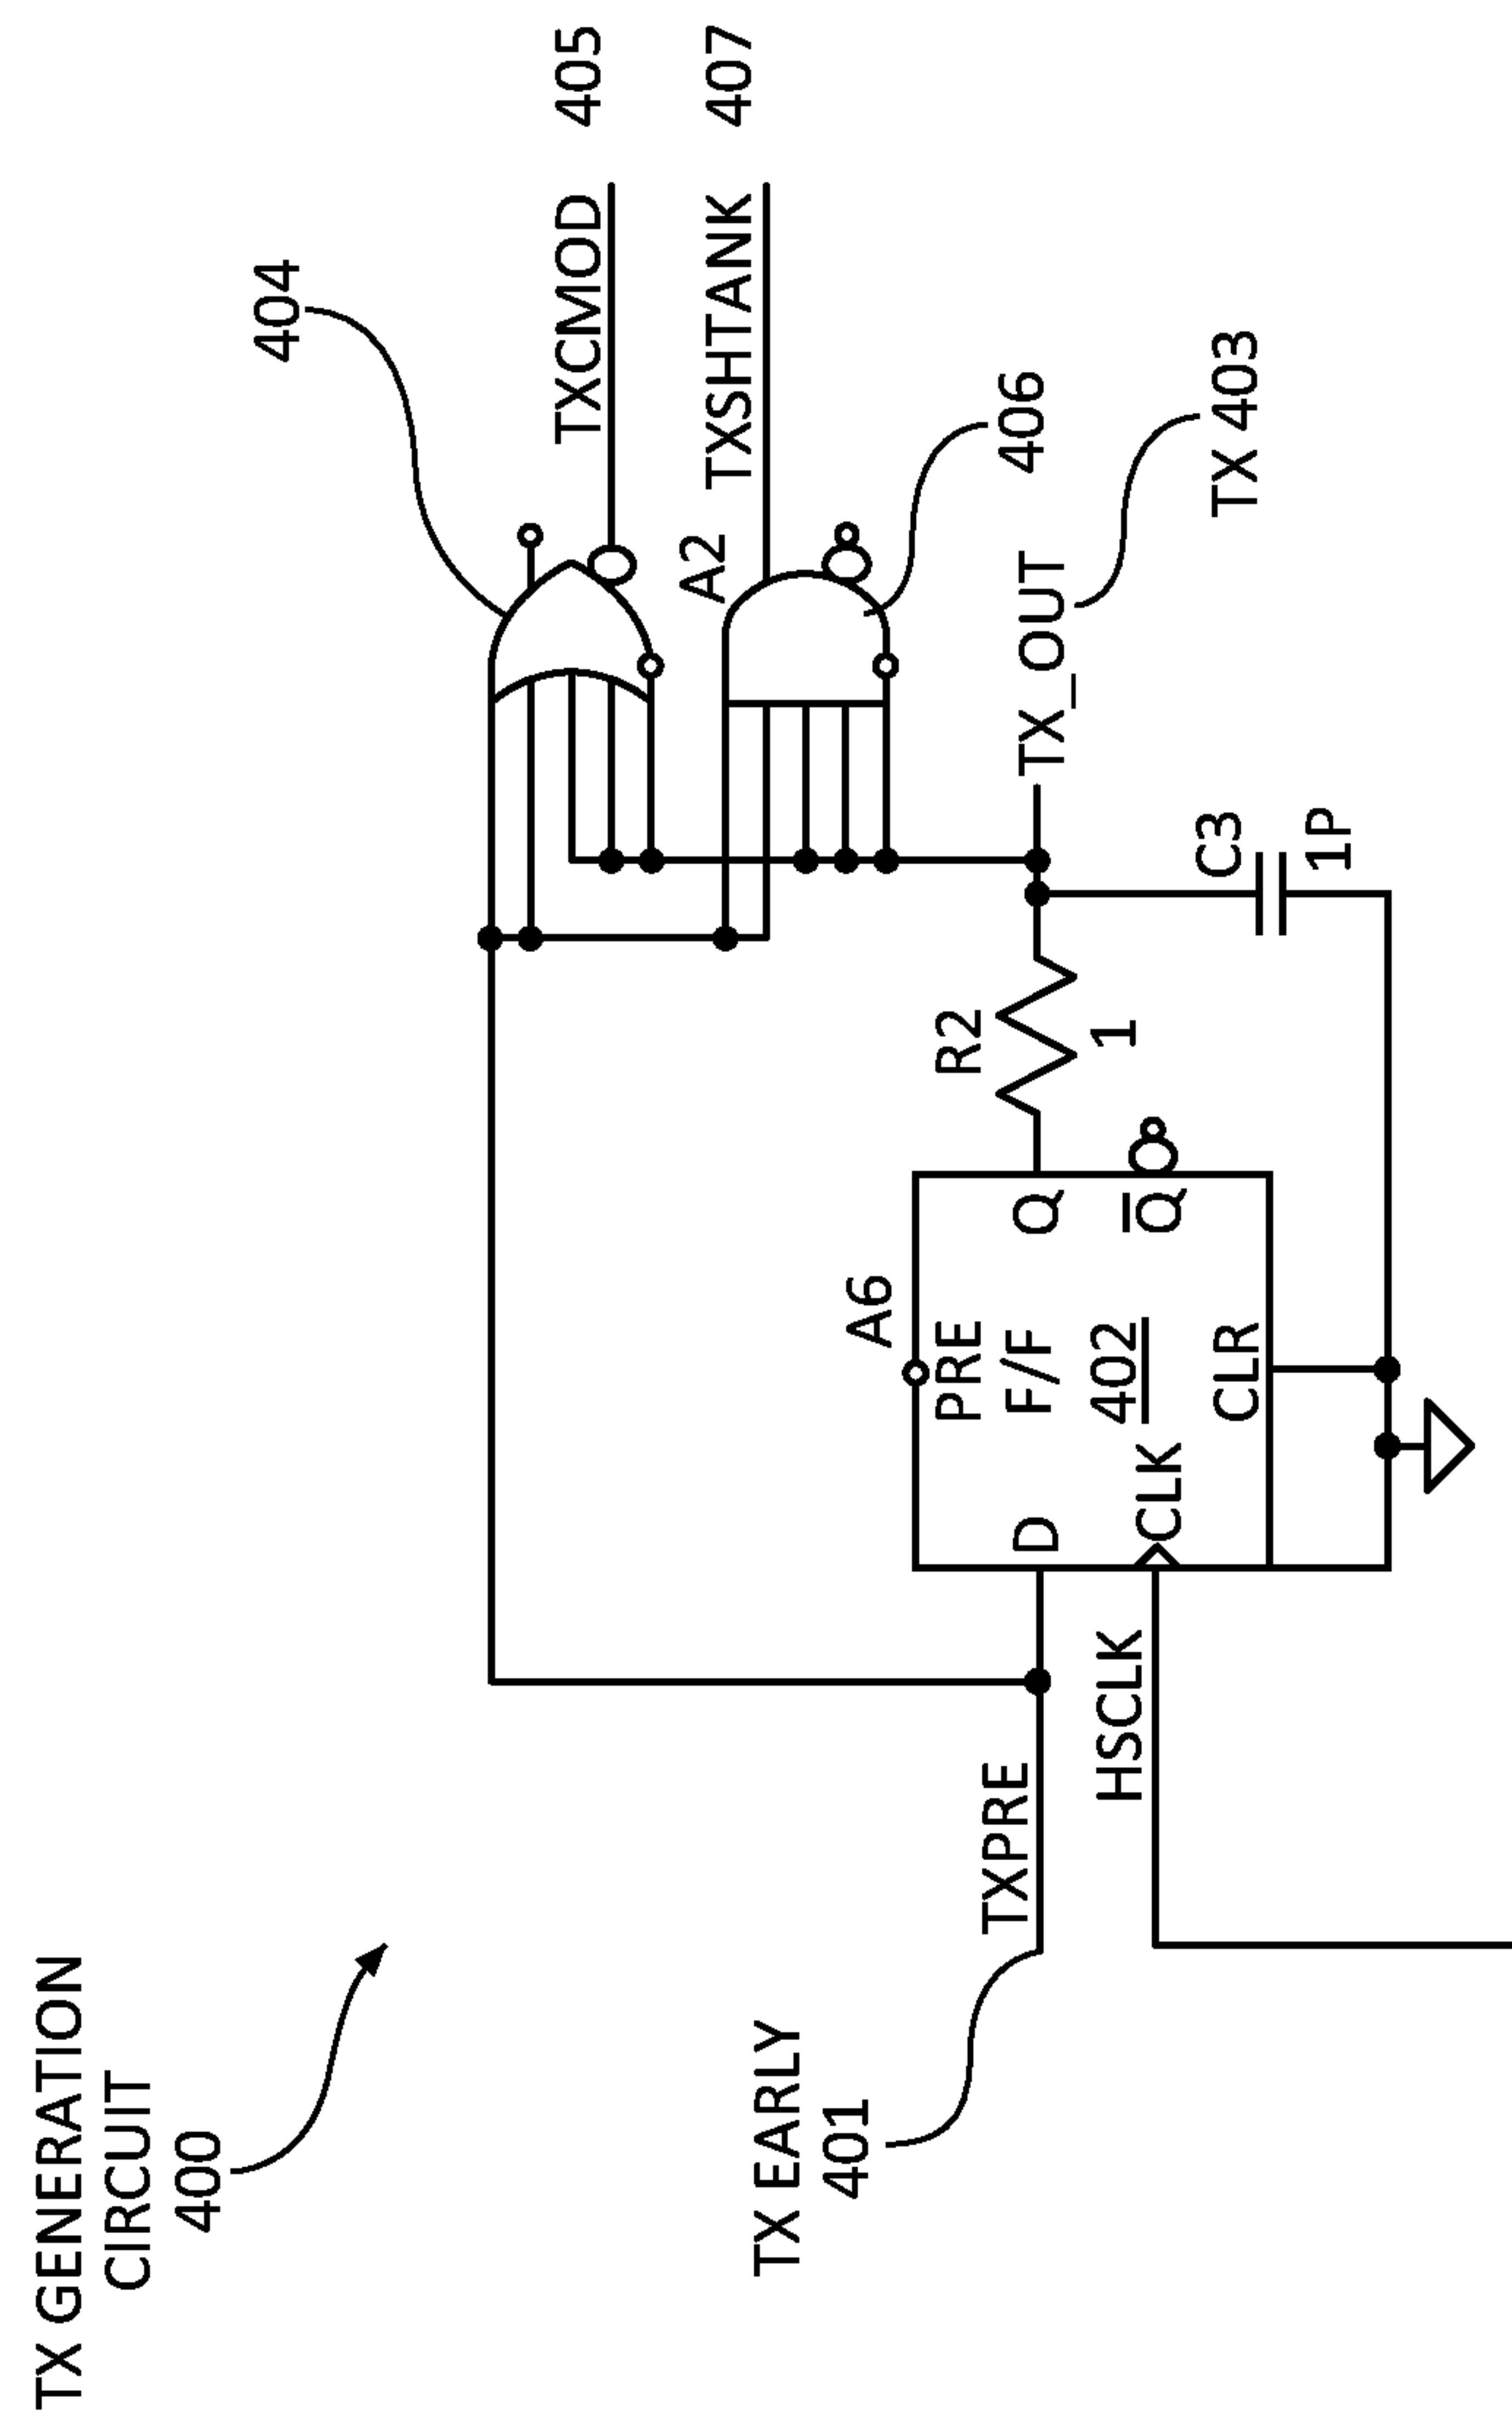 TX GENERATION
CIRCUIT
400
404
TXCMOD 405
A2
TXSHTANK 407
406
TX EARLY
401
TXPRE
HSCLK
A6
PRE
D
F/F
Q
402
CLK
Q
CLR
R2
1
TX_OUT
TX 403
C3
1P